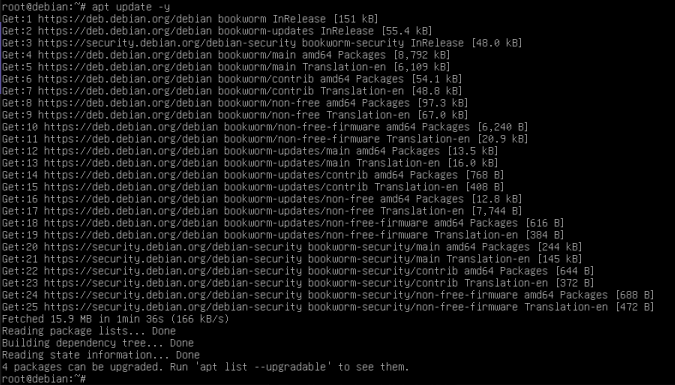 root@debian:~# apt update -y
Get:1 https://deb.debian.org/debian bookworm InRelease [151 kB]
Get:2 https://deb.debian.org/debian bookworm-updates InRelease [55.4 kB]
Get:3 https://security.debian.org/debian-security bookworm-security InRelease [48.0 kB]
Get:4 https://deb.debian.org/debian bookworm/main amd64 Packages [8,792 kB]
Get:5 https://deb.debian.org/debian bookworm/main Translation-en [6,109 kB]
Get:6 https://deb.debian.org/debian bookworm/contrib amd64 Packages [54.1 kB]
Get:7 https://deb.debian.org/debian bookworm/contrib Translation-en [48.8 kB]
Get:8 https://deb.debian.org/debian bookworm/non-free amd64 Packages [97.3 kB]
Get:9 https://deb.debian.org/debian bookworm/non-free Translation-en [67.0 kB]
Get:10 https://deb.debian.org/debian bookworm/non-free-firmware amd64 Packages [6,240 B]
Get:11 https://deb.debian.org/debian bookworm/non-free-firmware Translation-en [20.9 kB]
Get:12 https://deb.debian.org/debian bookworm-updates/main amd64 Packages [13.5 kB]
Get:13 https://deb.debian.org/debian bookworm-updates/main Translation-en [16.0 kB]
Get:14 https://deb.debian.org/debian bookworm-updates/contrib amd64 Packages [768 B]
Get:15 https://deb.debian.org/debian bookworm-updates/contrib Translation-en [408 B]
Get:16 https://deb.debian.org/debian bookworm-updates/non-free amd64 Packages [12.8 kB]
Get:17 https://deb.debian.org/debian bookworm-updates/non-free Translation-en [7,744 B]
Get:18 https://deb.debian.org/debian bookworm-updates/non-free-firmware amd64 Packages [616 B]
Get:19 https://deb.debian.org/debian bookworm-updates/non-free-firmware Translation-en [384 B]
Get:20 https://security.debian.org/debian-security bookworm-security/main amd64 Packages [244 kB]
Get:21 https://security.debian.org/debian-security bookworm-security/main Translation-en [145 kB]
Get:22 https://security.debian.org/debian-security bookworm-security/contrib amd64 Packages [644 B]
Get:23 https://security.debian.org/debian-security bookworm-security/contrib Translation-en [372 B]
Get:24 https://security.debian.org/debian-security bookworm-security/non-free-firmware amd64 Packages [688 B]
Get:25 https://security.debian.org/debian-security bookworm-security/non-free-firmware Translation-en [472 B]
Fetched 15.9 MB in 1min 36s (166 kB/s)
Reading package lists... Done
Building dependency tree... Done
Reading state information... Done
4 packages can be upgraded. Run 'apt list --upgradable' to see them.
root@debian:~#